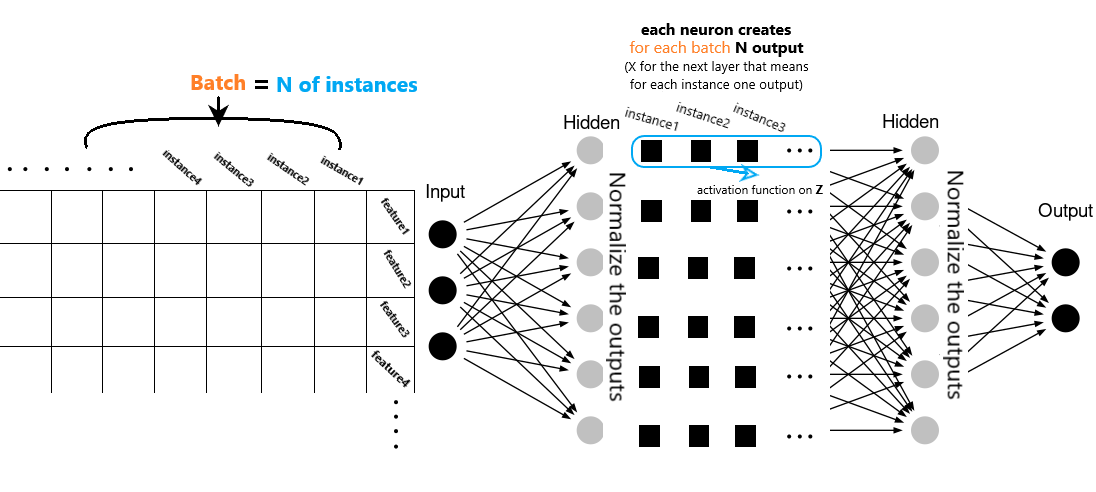 each neuron creates
for each batch N output
(X for the next layer that means
for each instance one output)
Batch = N of instances
instance4
instance3
instance2
instance1
feature1
feature2
feature3
feature4
Input
Hidden
instance1
instance2
instance3
activation function on Z
Normalize the outputs
Hidden
Normalize the outputs
Output